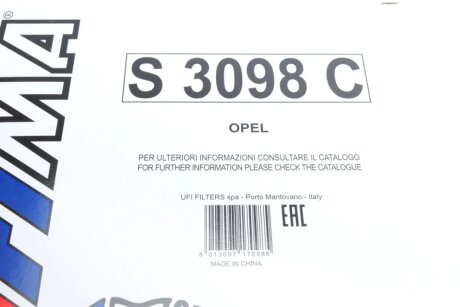 S 3098 C
OPEL
PER ULTERIORI INFORMAZIONI CONSULTARE IL CATALOGO
FOR FURTHER INFORMATION PLEASE CHECK THE CATALOGUE
UFI FILTERS spa - Porto Mantovano - Italy
EAC
8 013097 170985
MADE IN CHINA